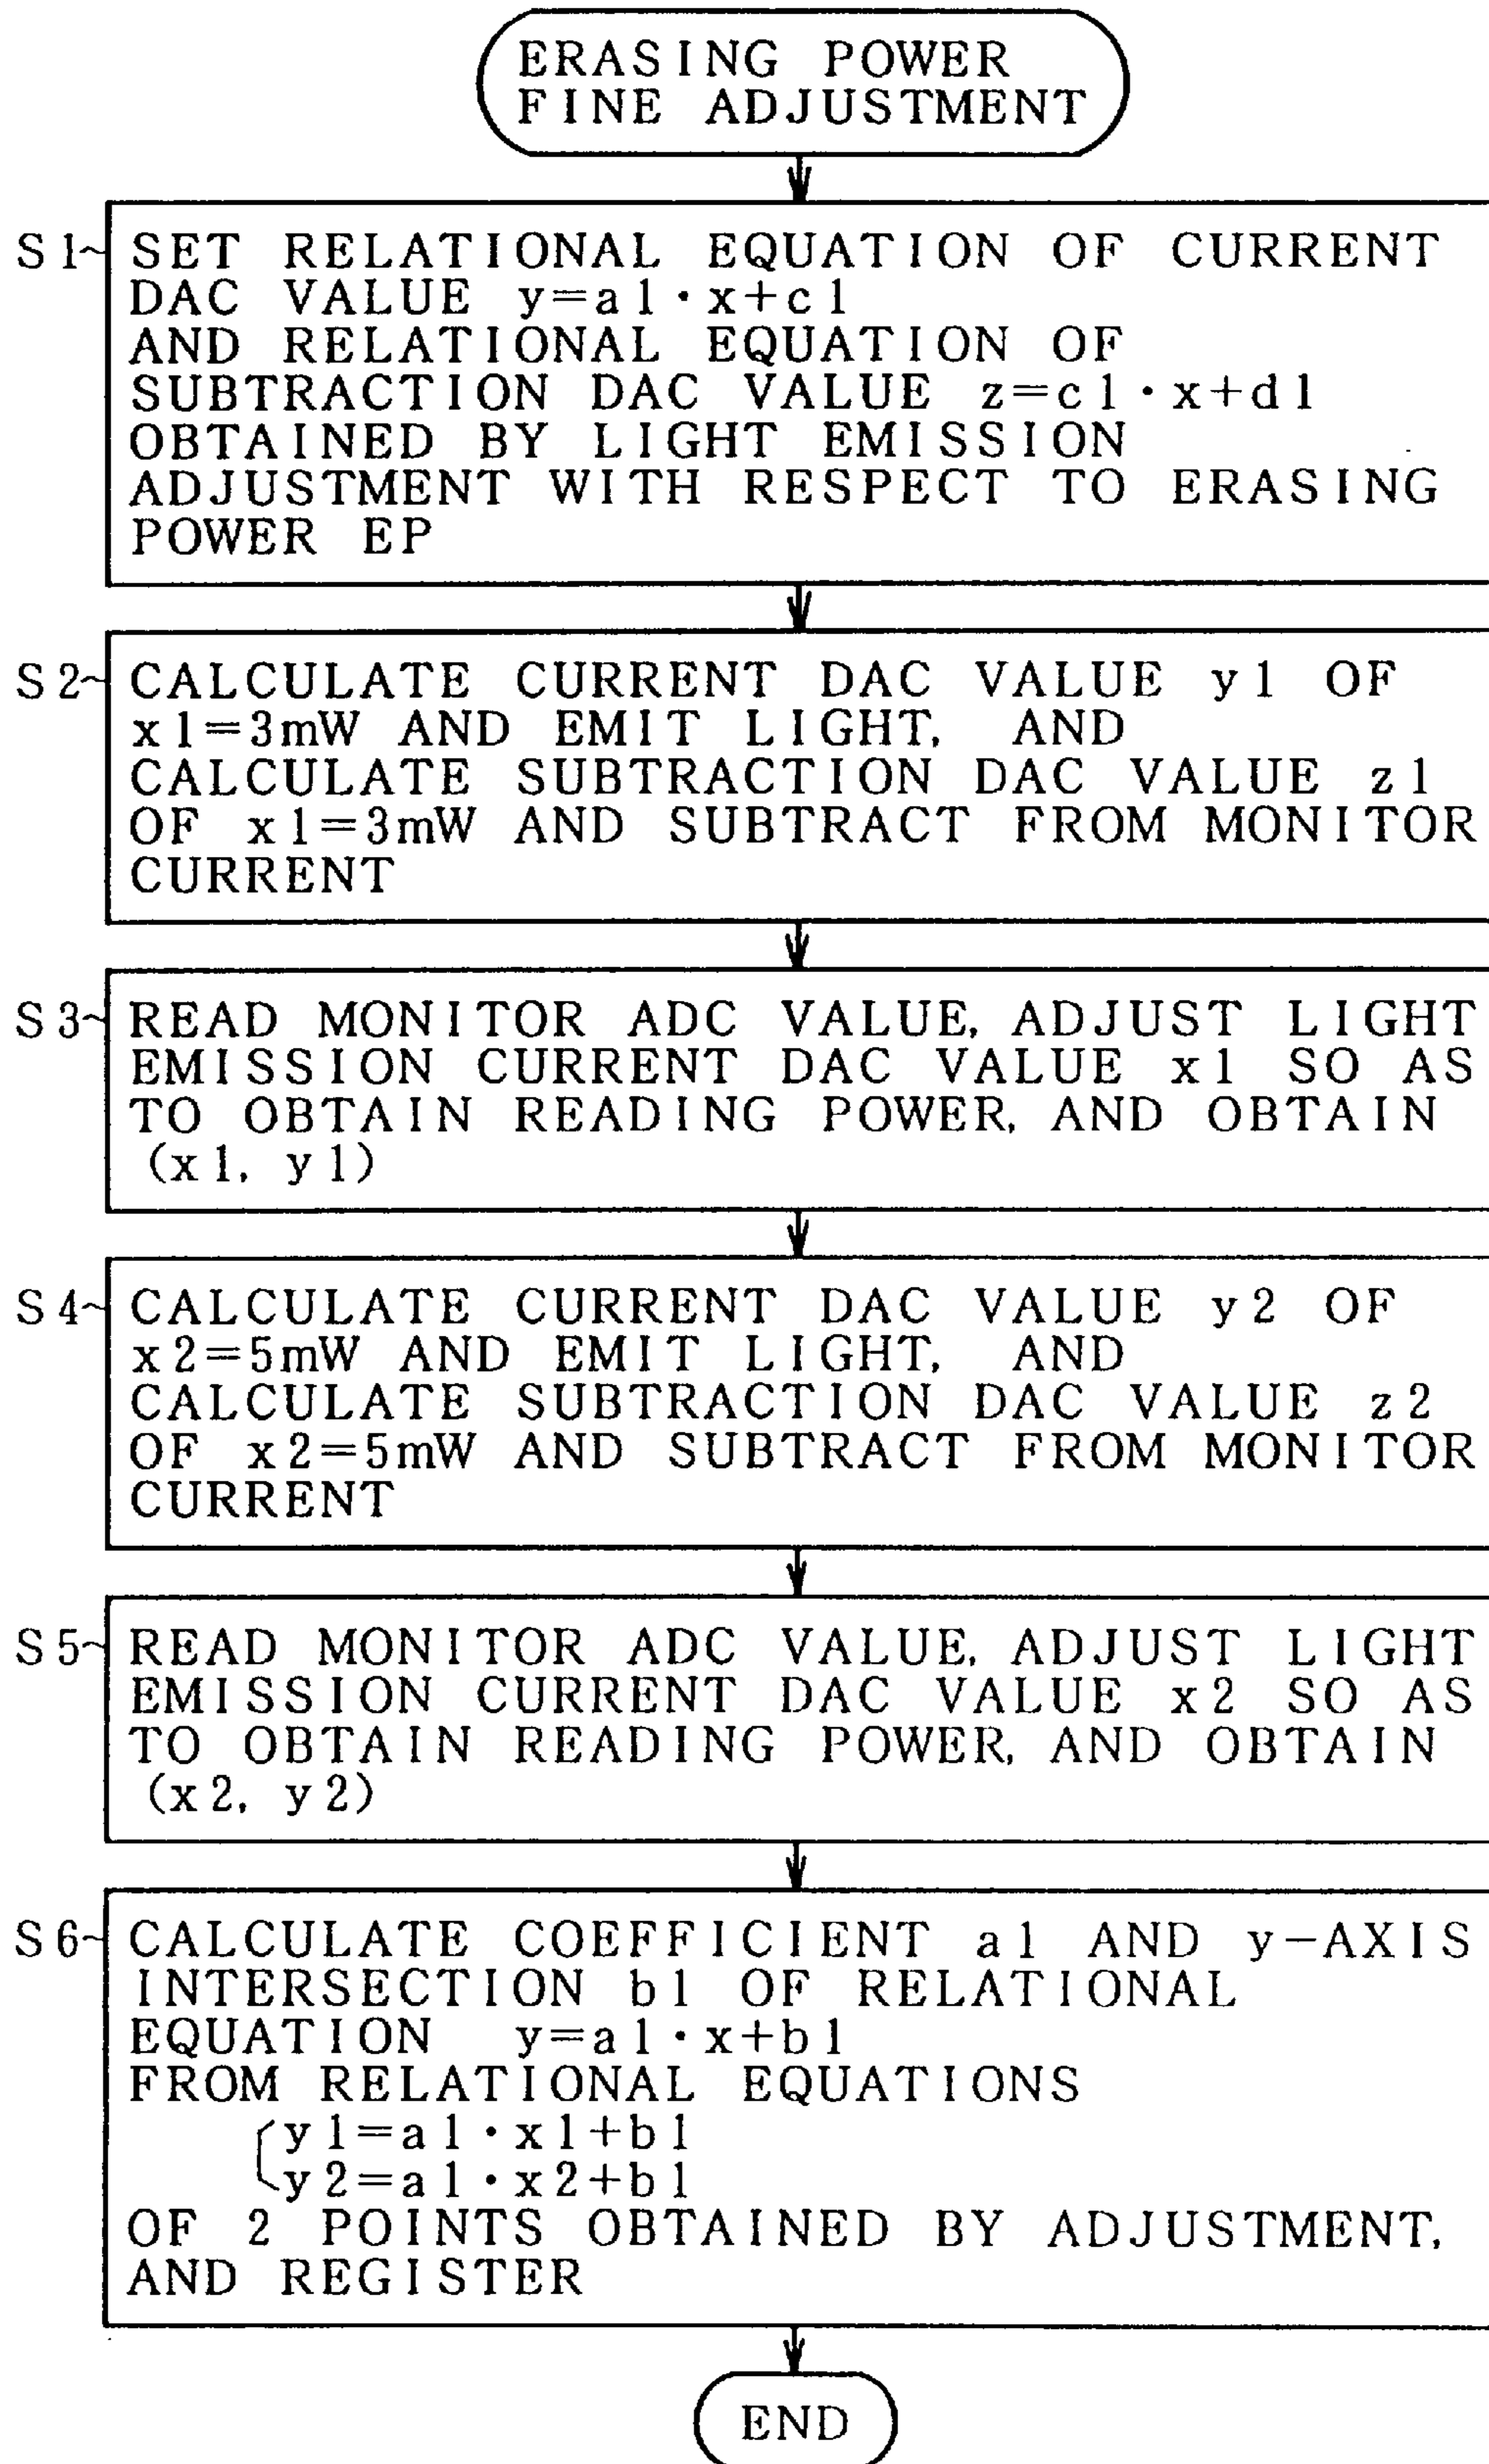 ERASING POWER
FINE ADJUSTMENT
S1
SET RELATIONAL EQUATION OF CURRENT
DAC VALUE y=a1·x+c1
AND RELATIONAL EQUATION OF
SUBTRACTION DAC VALUE z=c1·x+d1
OBTAINED BY LIGHT EMISSION
ADJUSTMENT WITH RESPECT TO ERASING
POWER EP
S2
CALCULATE CURRENT DAC VALUE y1 OF
x1=3mW AND EMIT LIGHT, AND
CALCULATE SUBTRACTION DAC VALUE z1
OF x1=3mW AND SUBTRACT FROM MONITOR
CURRENT
S3
READ MONITOR ADC VALUE, ADJUST LIGHT
EMISSION CURRENT DAC VALUE x1 SO AS
TO OBTAIN READING POWER, AND OBTAIN
(x1, y1)
S4
CALCULATE CURRENT DAC VALUE y2 OF
x2=5mW AND EMIT LIGHT, AND
CALCULATE SUBTRACTION DAC VALUE z2
OF x2=5mW AND SUBTRACT FROM MONITOR
CURRENT
S5
READ MONITOR ADC VALUE, ADJUST LIGHT
EMISSION CURRENT DAC VALUE x2 SO AS
TO OBTAIN READING POWER, AND OBTAIN
(x2, y2)
S6
CALCULATE COEFFICIENT a1 AND y-AXIS
INTERSECTION b1 OF RELATIONAL
EQUATION y=a1·x+b1
FROM RELATIONAL EQUATIONS
y1=a1·x1+b1
y2=a1·x2+b1
OF 2 POINTS OBTAINED BY ADJUSTMENT,
AND REGISTER
END